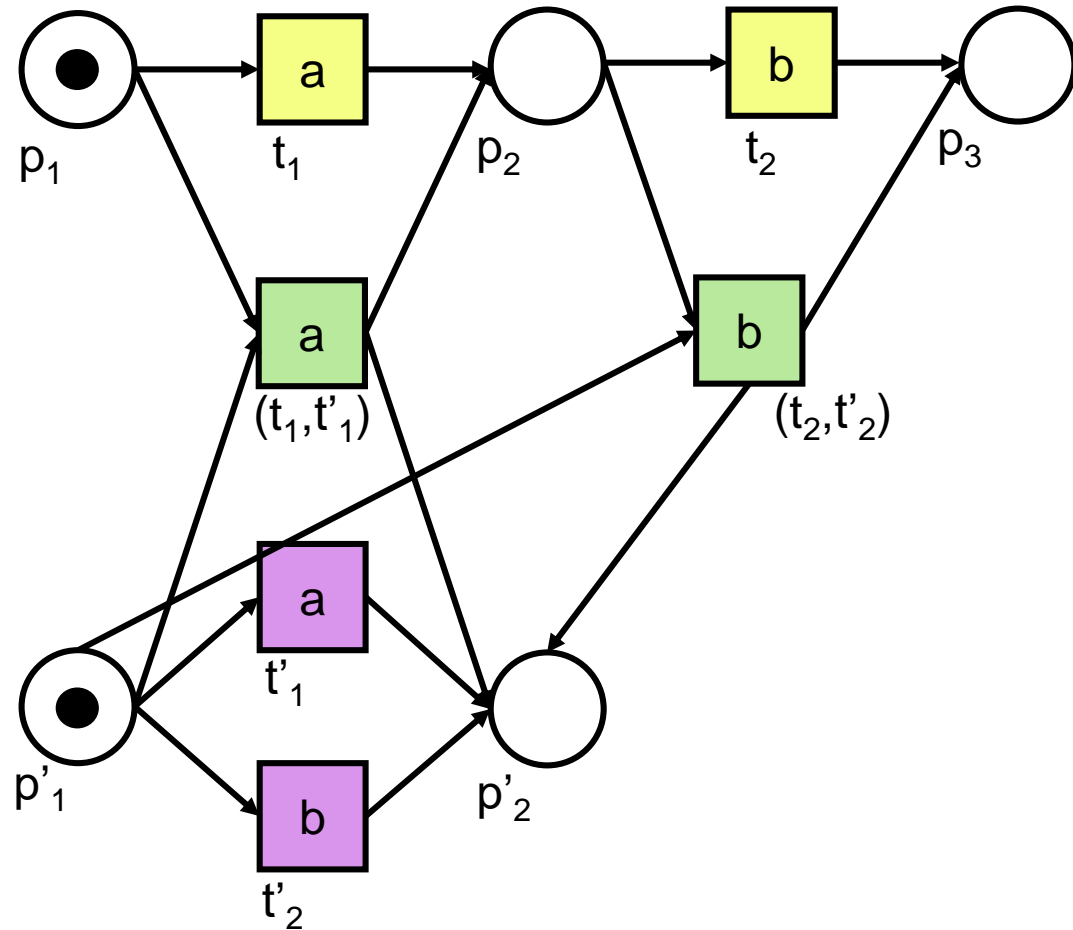 a
b
p₁
t₁
p₂
t₂
p₃
a
b
(t₁,t'₁)
(t₂,t'₂)
a
t'₁
p'₁
b
p'₂
t'₂